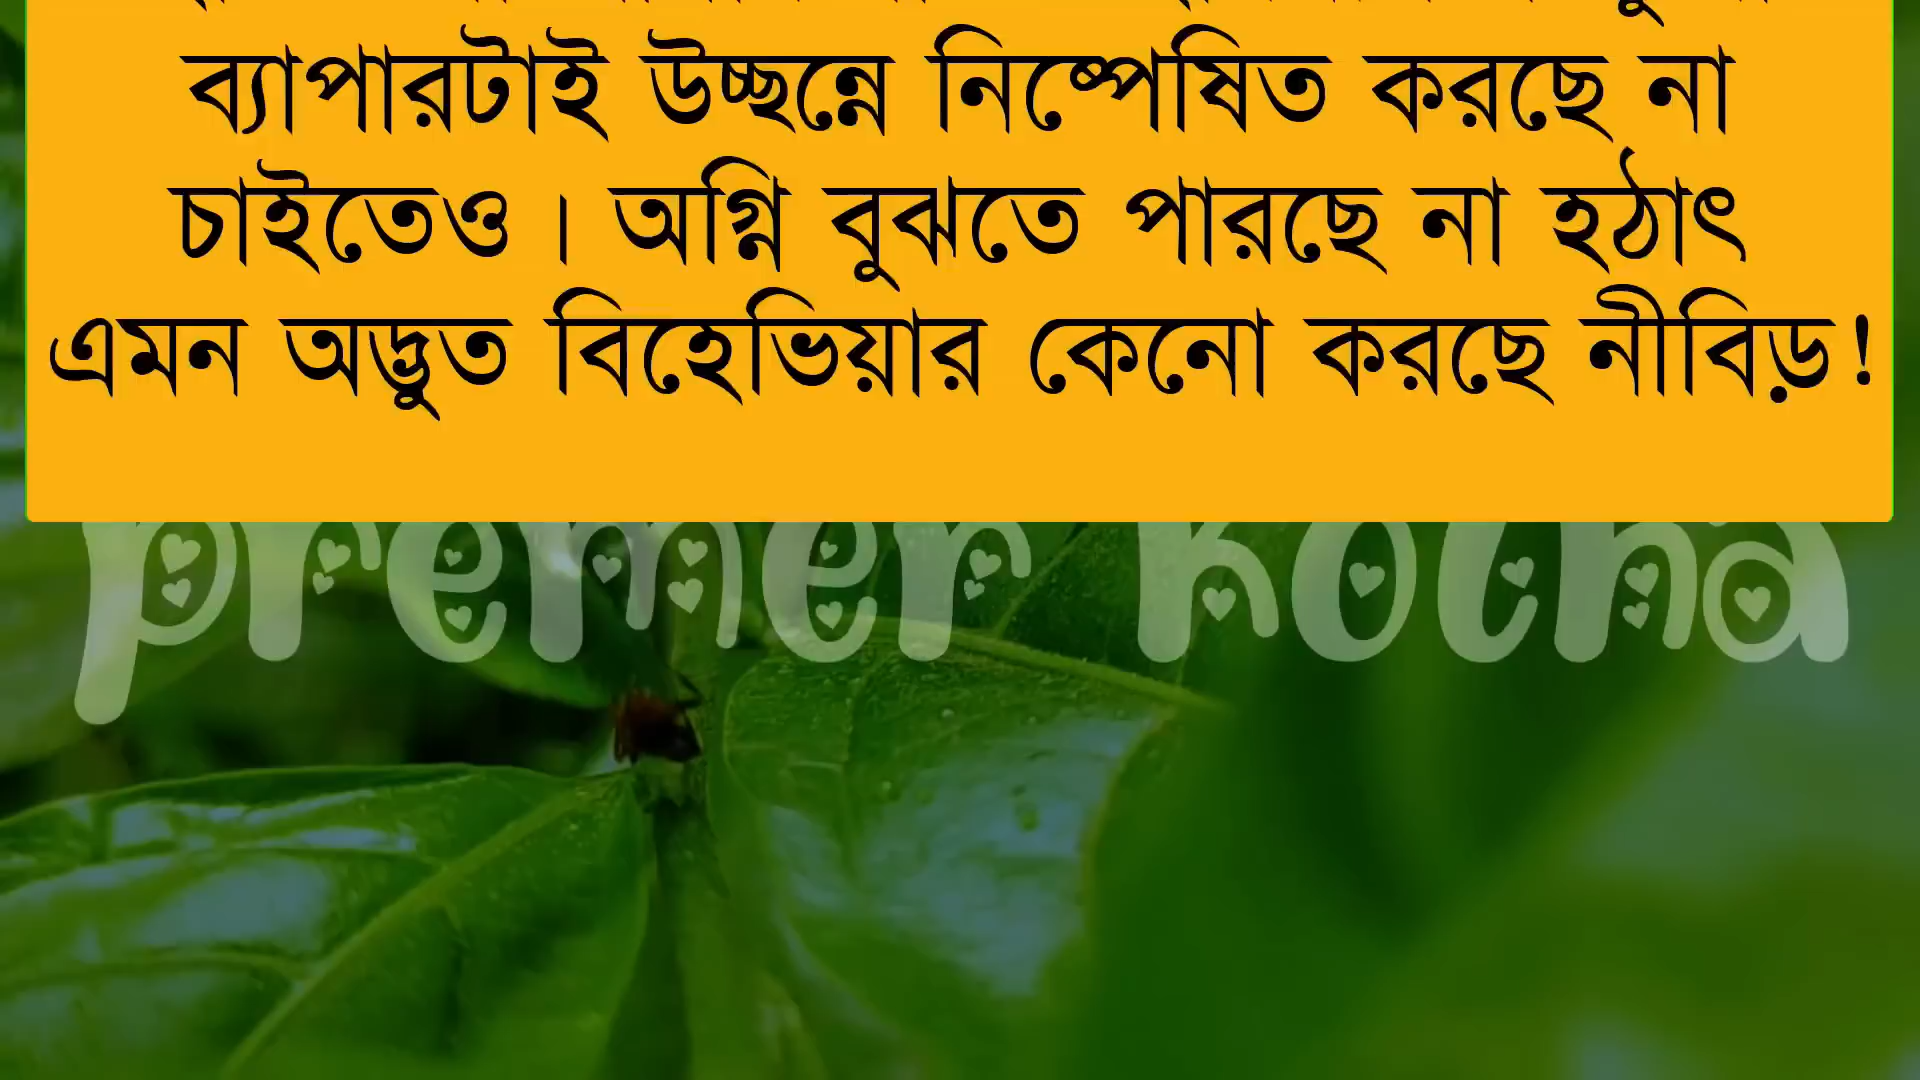 ব্যাপারটাই উচ্ছন্নে নিষ্পেষিত করছে না
চাইতেও । অগ্নি বুঝতে পারছে না হঠাৎ
এমন অদ্ভুত বিহেভিয়ার কেনো করছে নীবিড়!
premer kotha